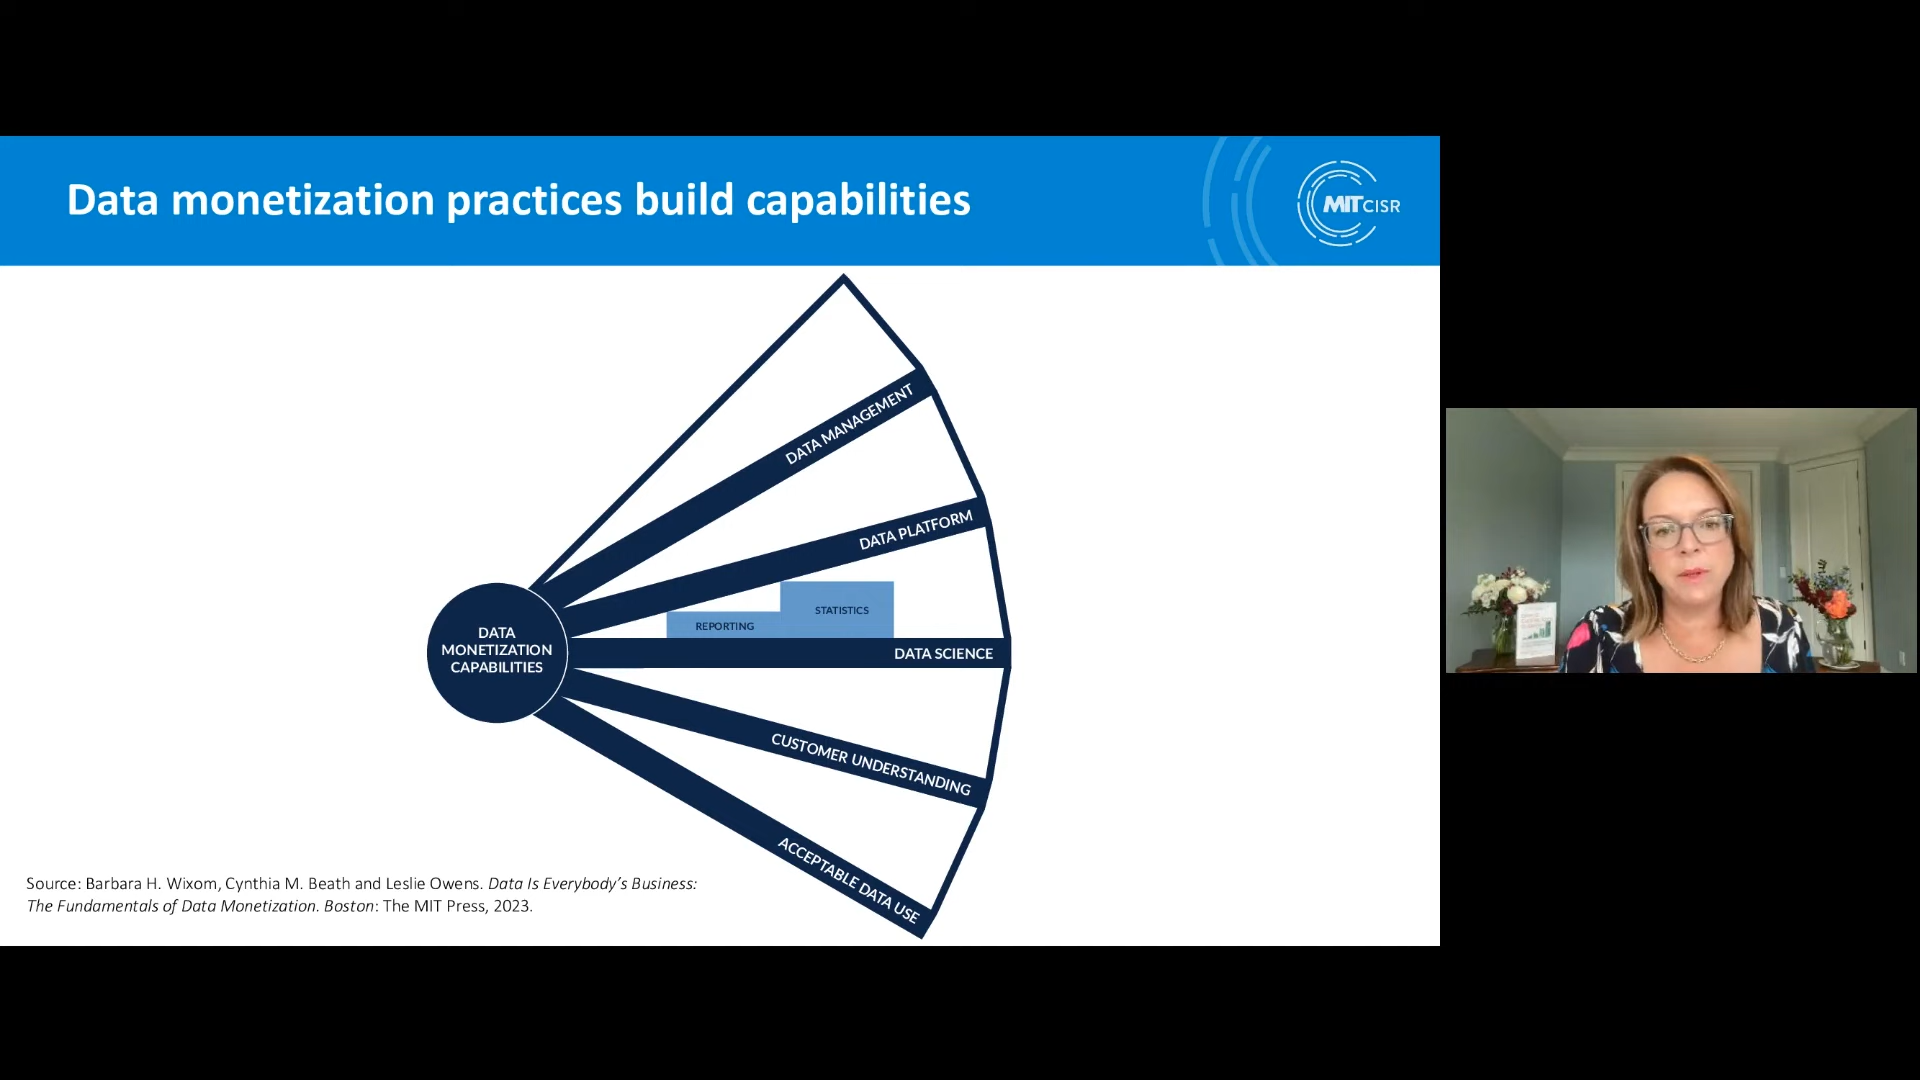 Data monetization practices build capabilities
MITCISR
DATA MANAGEMENT
DATA PLATFORM
STATISTICS
REPORTING
DATA
MONETIZATION
CAPABILITIES
DATA SCIENCE
CUSTOMER UNDERSTANDING
ACCEPTABLE DATA USE
Source: Barbara H. Wixom, Cynthia M. Beath and Leslie Owens. Data Is Everybody’s Business:
The Fundamentals of Data Monetization. Boston: The MIT Press, 2023.